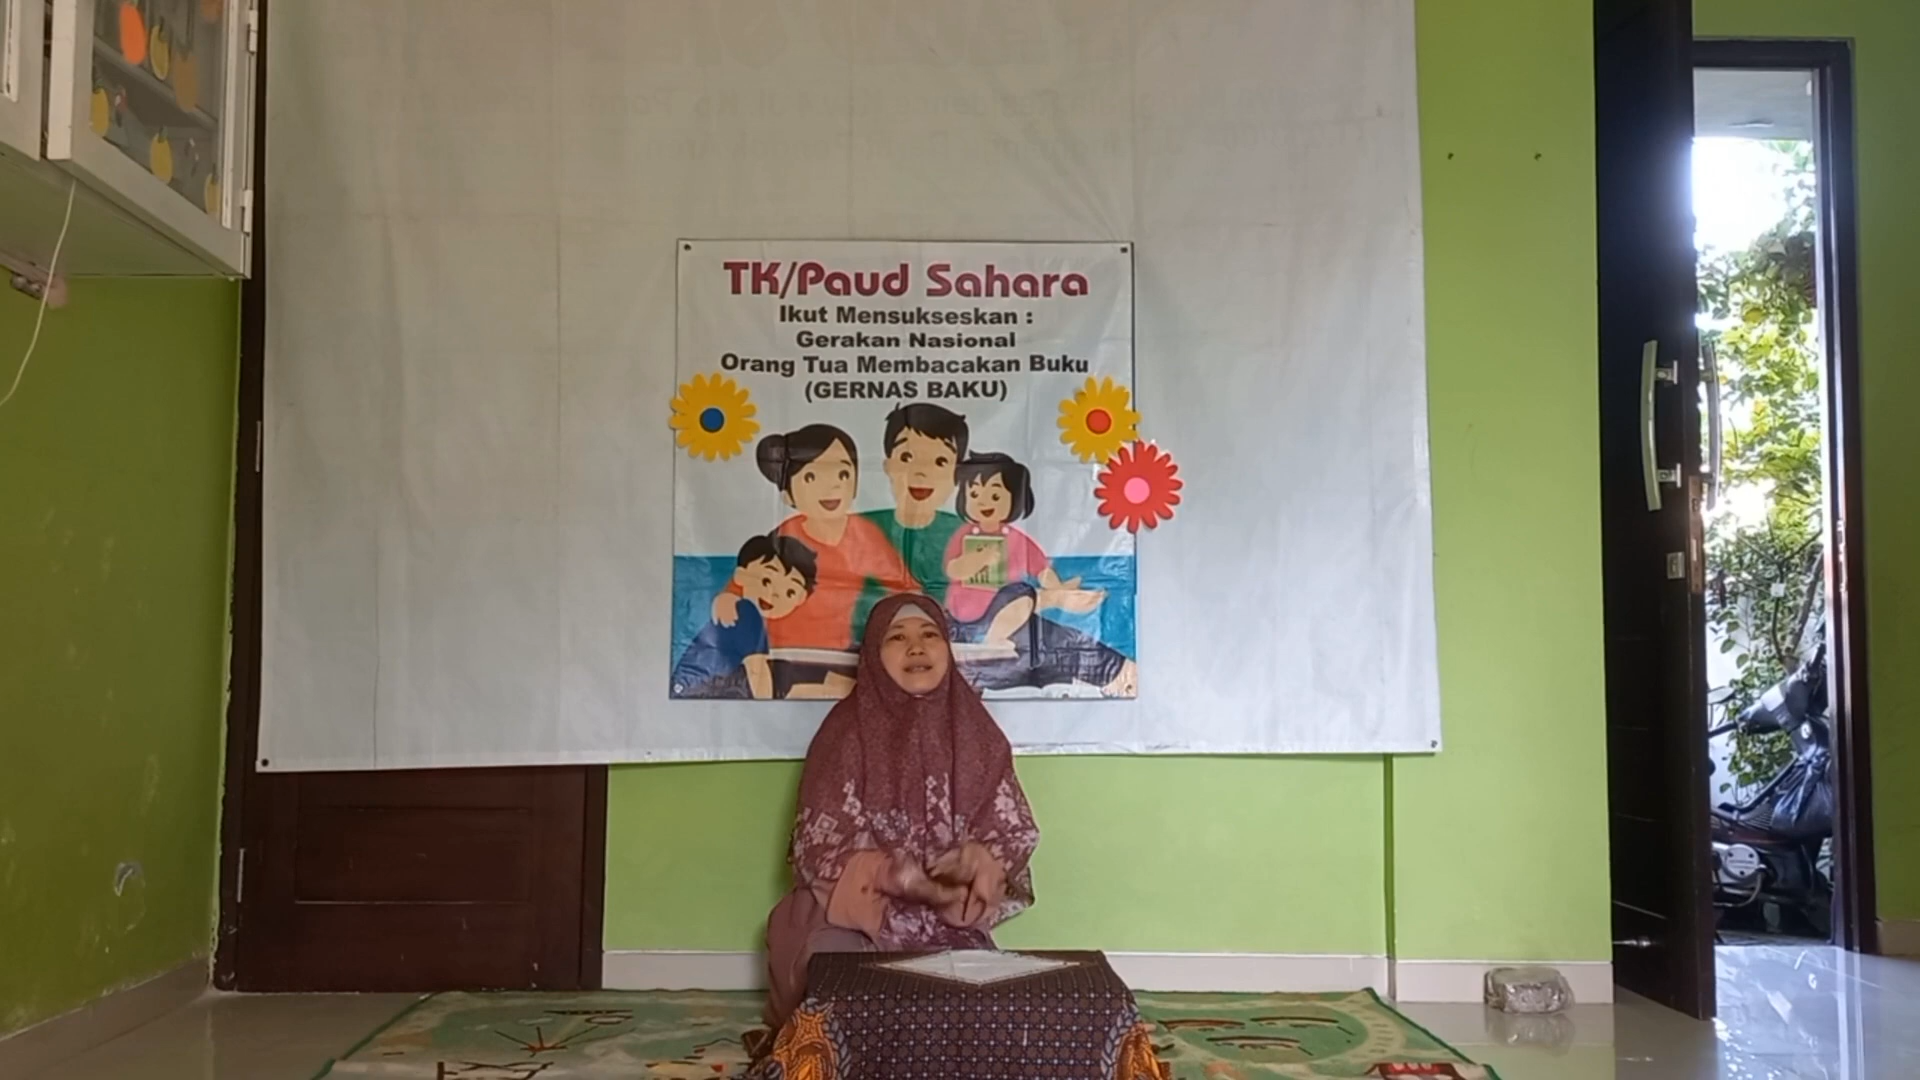 TK/Paud Sahara
Ikut Mensukseskan :
Gerakan Nasional
Orang Tua Membacakan Buku
(GERNAS BAKU)